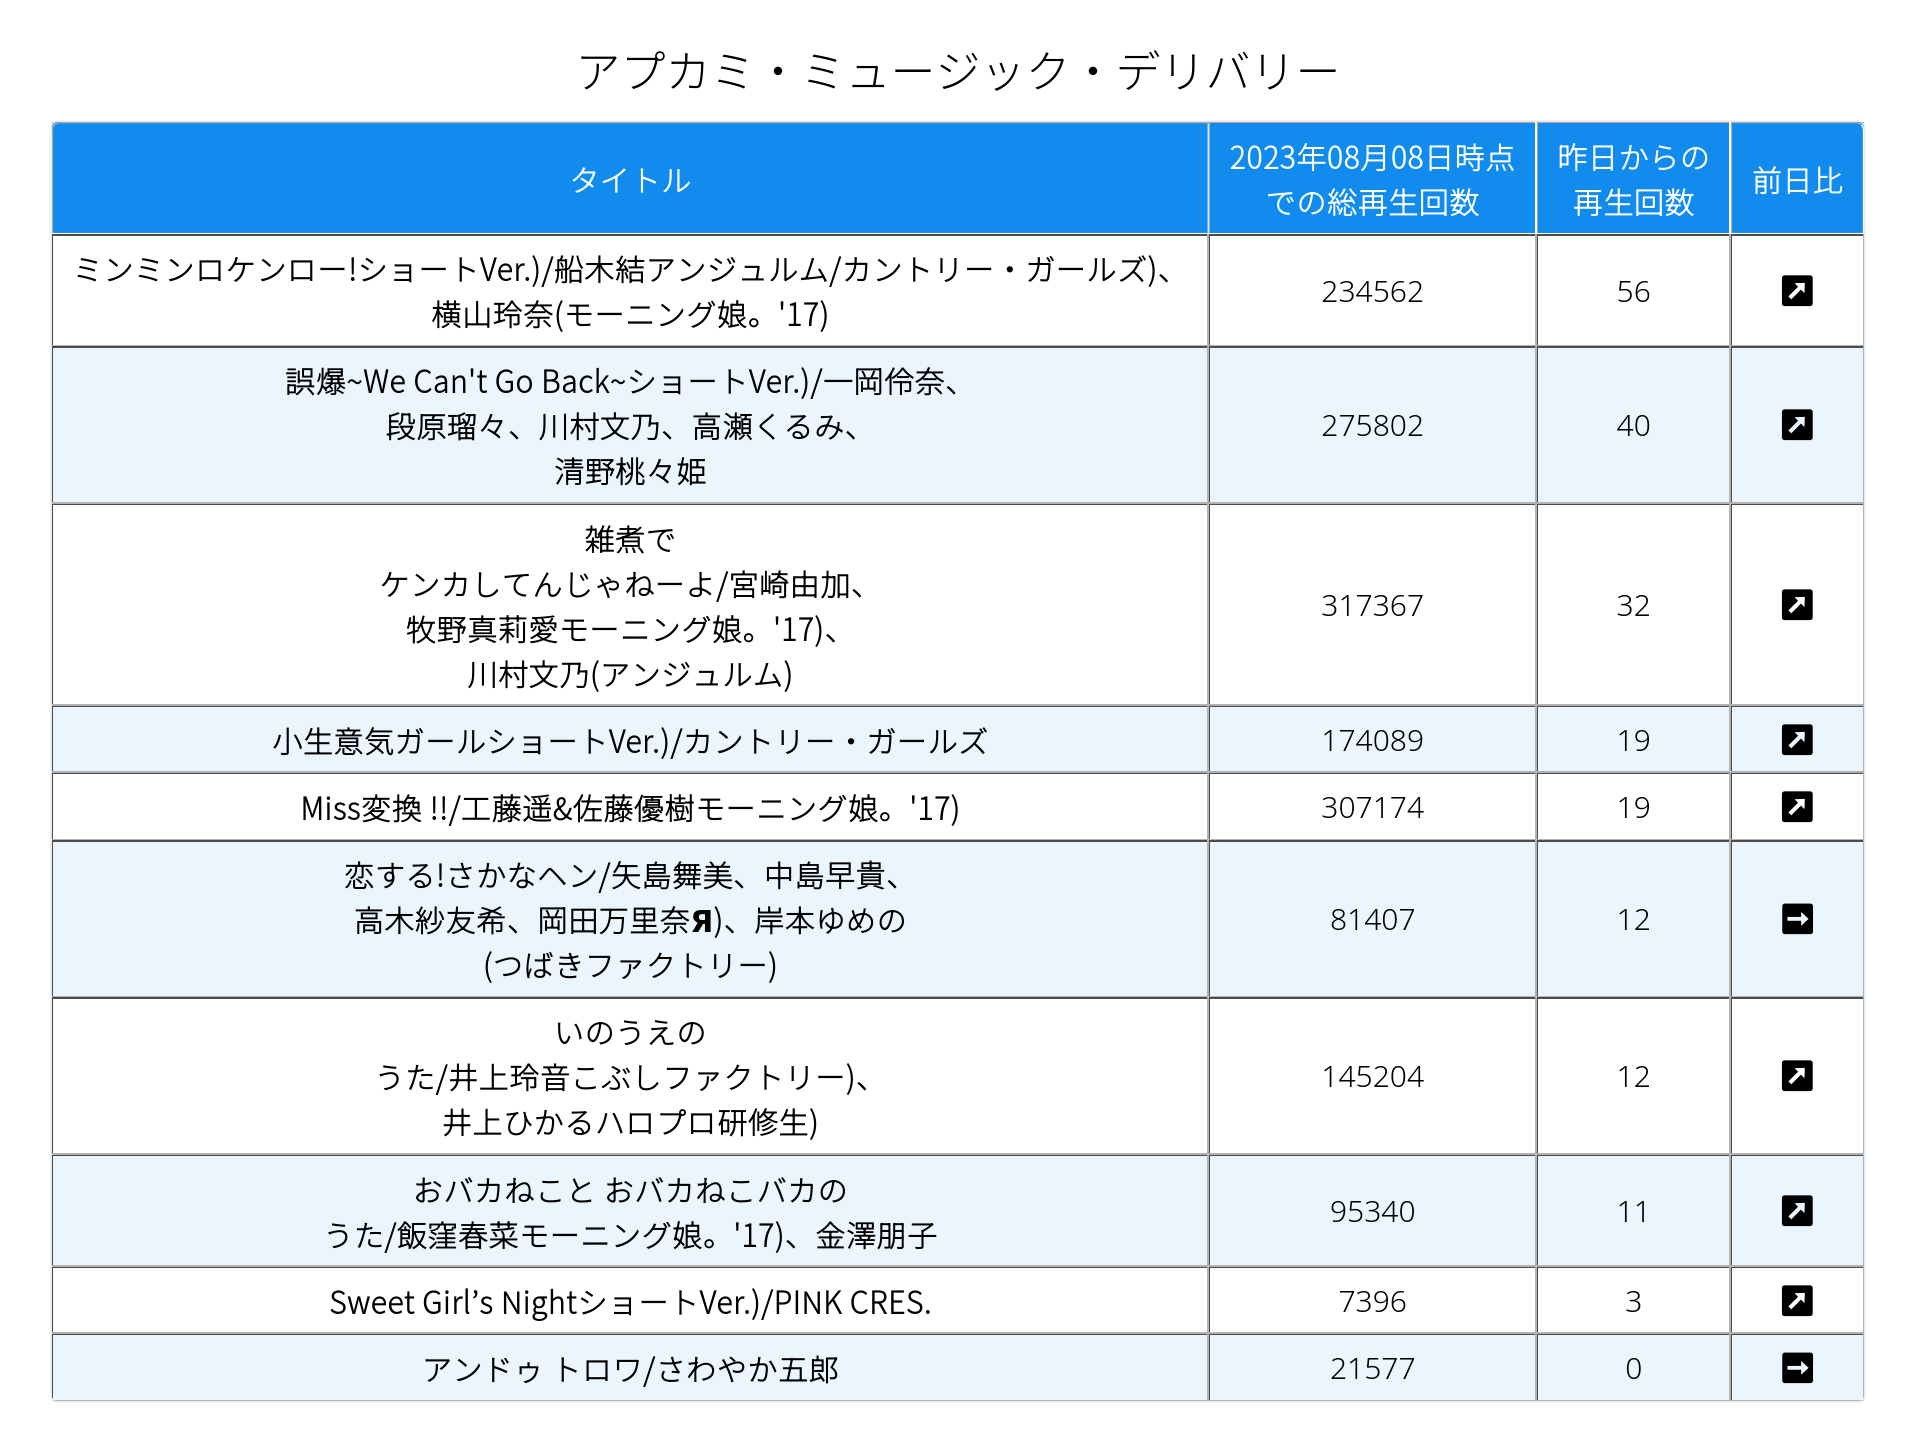 アプカミ・ミュージック・デリバリー
タイトル
2023年08月08日時点
での総再生回数
昨日からの
再生回数
前日比
ミンミンロケンロー!ショートVer.)/船木結アンジュルム/カントリー・ガールズ)、
横山玲奈(モーニング娘。'17)
234562
56
誤爆~We Can't Go Back~ショートVer.)/一岡伶奈、
段原瑠々、川村文乃、高瀬くるみ、
清野桃々姫
275802
40
雑煮で
ケンカしてんじゃねーよ/宮崎由加、
牧野真莉愛モーニング娘。'17)、
川村文乃(アンジュルム)
317367
32
小生意気ガールショートVer.)/カントリー・ガールズ
174089
19
Miss変換 !!/工藤遥&佐藤優樹モーニング娘。'17)
307174
19
恋する!さかなヘン/矢島舞美、中島早貴、
高木紗友希、岡田万里奈Я)、岸本ゆめの
(つばきファクトリー)
81407
12
いのうえの
うた/井上玲音こぶしファクトリー)、
井上ひかるハロプロ研修生)
145204
12
おバカねこと おバカねこバカの
うた/飯窪春菜モーニング娘。'17)、金澤朋子
95340
11
Sweet Girl’s NightショートVer.)/PINK CRES.
7396
3
アンドゥ トロワ/さわやか五郎
21577
0